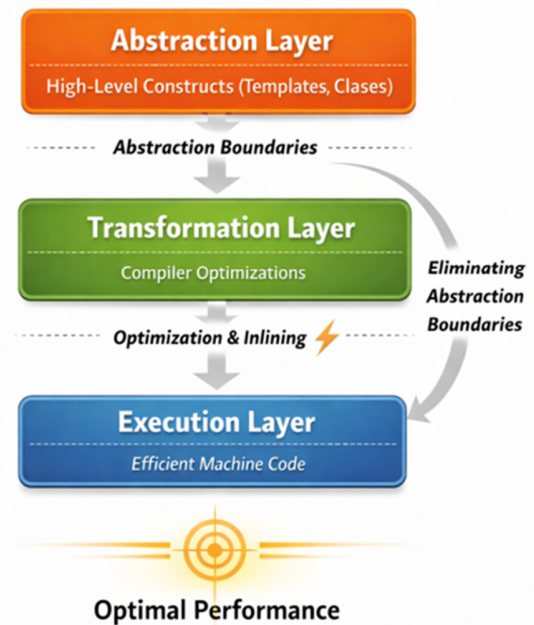 Abstraction Layer
High-Level Constructs (Templates, Clases)
Abstraction Boundaries
Transformation Layer
Compiler Optimizations
Eliminating
Abstraction
Boundaries
Optimization & Inlining
Execution Layer
Efficient Machine Code
Optimal Performance